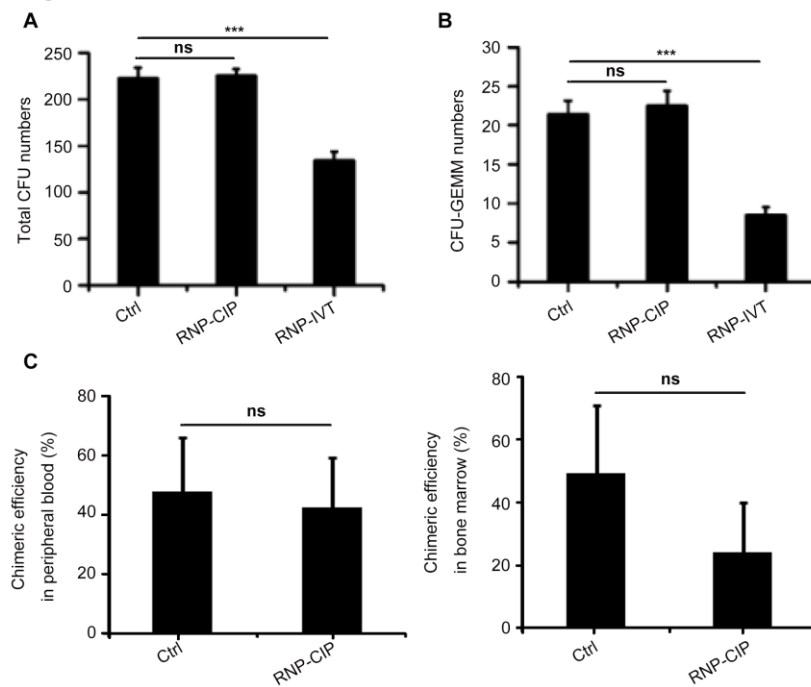 A
Total CFU numbers
250
200
150
100
50
0
***
ns
Ctrl
RNP-CIP
RNP-IVT
B
CFU-GEMM numbers
30
25
20
15
10
5
0
***
ns
Ctrl
RNP-CIP
RNP-IVT
C
Chimeric efficiency
in peripheral blood (%)
80
60
40
20
0
ns
Ctrl
RNP-CIP
Chimeric efficiency
in bone marrow (%)
80
60
40
20
0
ns
Ctrl
RNP-CIP